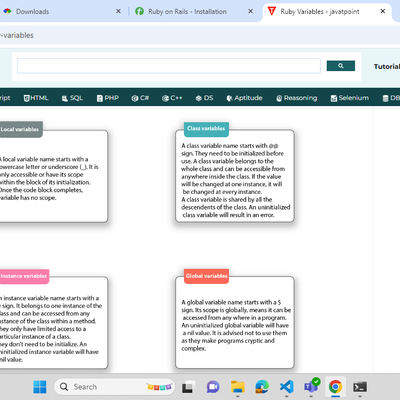 Downloads
Ruby on Rails - Installation
Ruby Variables - javatpoint
-variables
Tutorial
ript
HTML
SQL
PHP
C#
C++
DS
Aptitude
Reasoning
Selenium
DB
Local variables
A local variable name starts with a
lowercase letter or underscore (_). It is
only accessible or have its scope
within the block of its initialization.
Once the code block completes,
variable has no scope.
Class variables
A class variable name starts with @@
sign. They need to be initialized before
use. A class variable belongs to the
whole class and can be accessible from
anywhere inside the class. If the value
will be changed at one instance, it will
be changed at every instance.
A class variable is shared by all the
descendents of the class. An uninitialized
class variable will result in an error.
Instance variables
n instance variable name starts with a
sign. It belongs to one instance of the
lass and can be accessed from any
nstance of the class within a method.
hey only have limited access to a
articular instance of a class.
hey don't need to be initialize. An
ninitialized instance variable will have
nil value.
Global variables
A global variable name starts with a $
sign. Its scope is globally, means it can be
accessed from any where in a program.
An uninitialized global variable will have
a nil value. It is advised not to use them
as they make programs cryptic and
complex.
Search